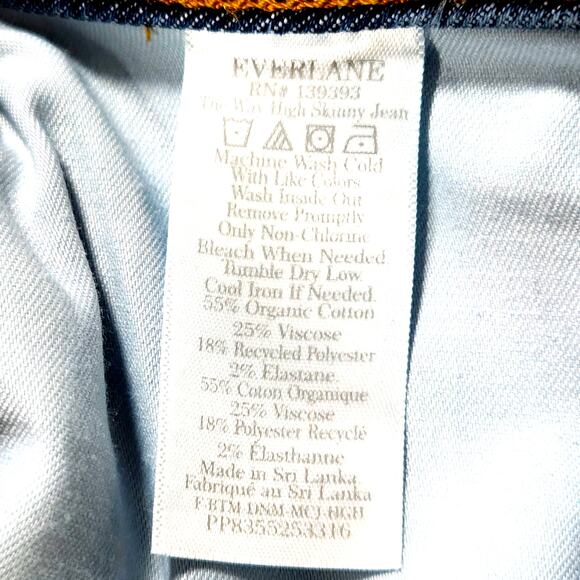 EVERLANE
RN# 139393
The Way High Skinny Jean
Machine Wash Cold
With Like Colors
Wash Inside Out
Remove Promptly
Only Non-Chlorine
Bleach When Needed
Tumble Dry Low
Cool Iron If Needed
55% Organic Cotton
25% Viscose
18% Recycled Polyester
2% Elastane
55% Coton Organique
25% Viscose
18% Polyester Recyclé
2% Élasthanne
Made in Sri Lanka
Fabriqué au Sri Lanka
F-BTM-DNM-MCJ-HGH
PP8355253316